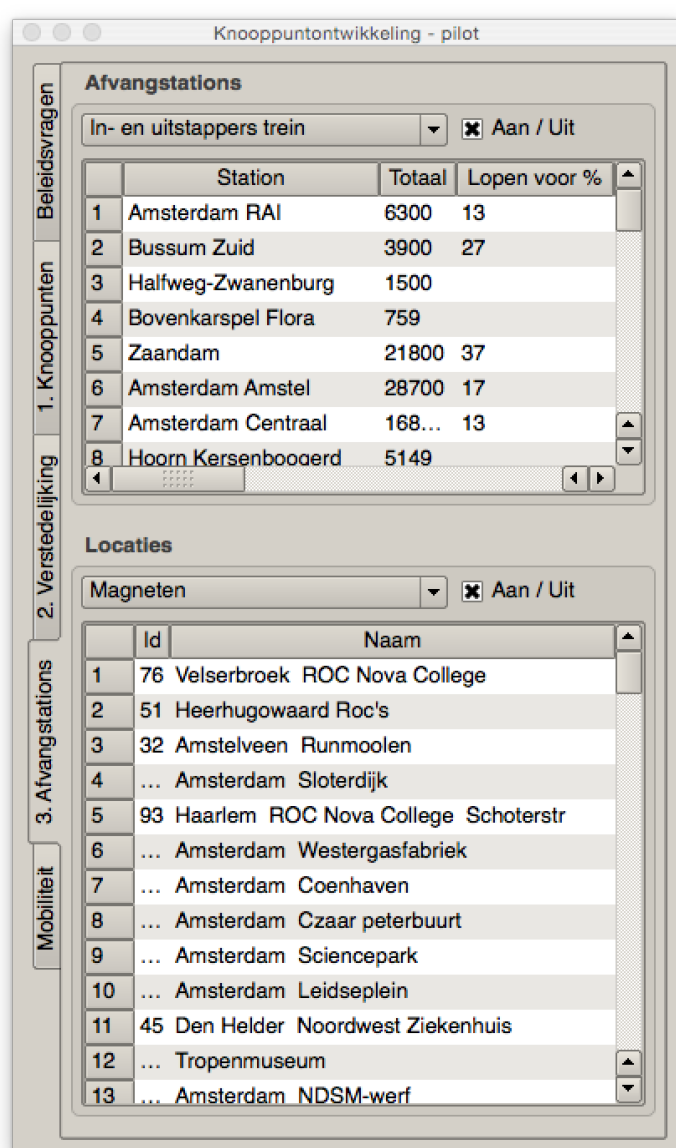 Knooppuntontwikkeling - pilot
Beleidsvragen
1. Knooppunten
2. Verstedelijking
3. Afvangstations
Mobiliteit
Afvangstations
In- en uitstappers trein Aan / Uit
Station Totaal Lopen voor %
1 Amsterdam RAI 6300 13
2 Bussum Zuid 3900 27
3 Halfweg-Zwanenburg 1500
4 Bovenkarspel Flora 759
5 Zaandam 21800 37
6 Amsterdam Amstel 28700 17
7 Amsterdam Centraal 168... 13
8 Hoorn Kersenboogerd 5149
Locaties
Magneten Aan / Uit
Id Naam
1 76 Velserbroek ROC Nova College
2 51 Heerhugowaard Roc's
3 32 Amstelveen Runmoolen
4 ... Amsterdam Sloterdijk
5 93 Haarlem ROC Nova College Schoterstr
6 ... Amsterdam Westergasfabriek
7 ... Amsterdam Coenhaven
8 ... Amsterdam Czaar peterbuurt
9 ... Amsterdam Sciencepark
10 ... Amsterdam Leidseplein
11 45 Den Helder Noordwest Ziekenhuis
12 ... Tropenmuseum
13 ... Amsterdam NDSM-werf